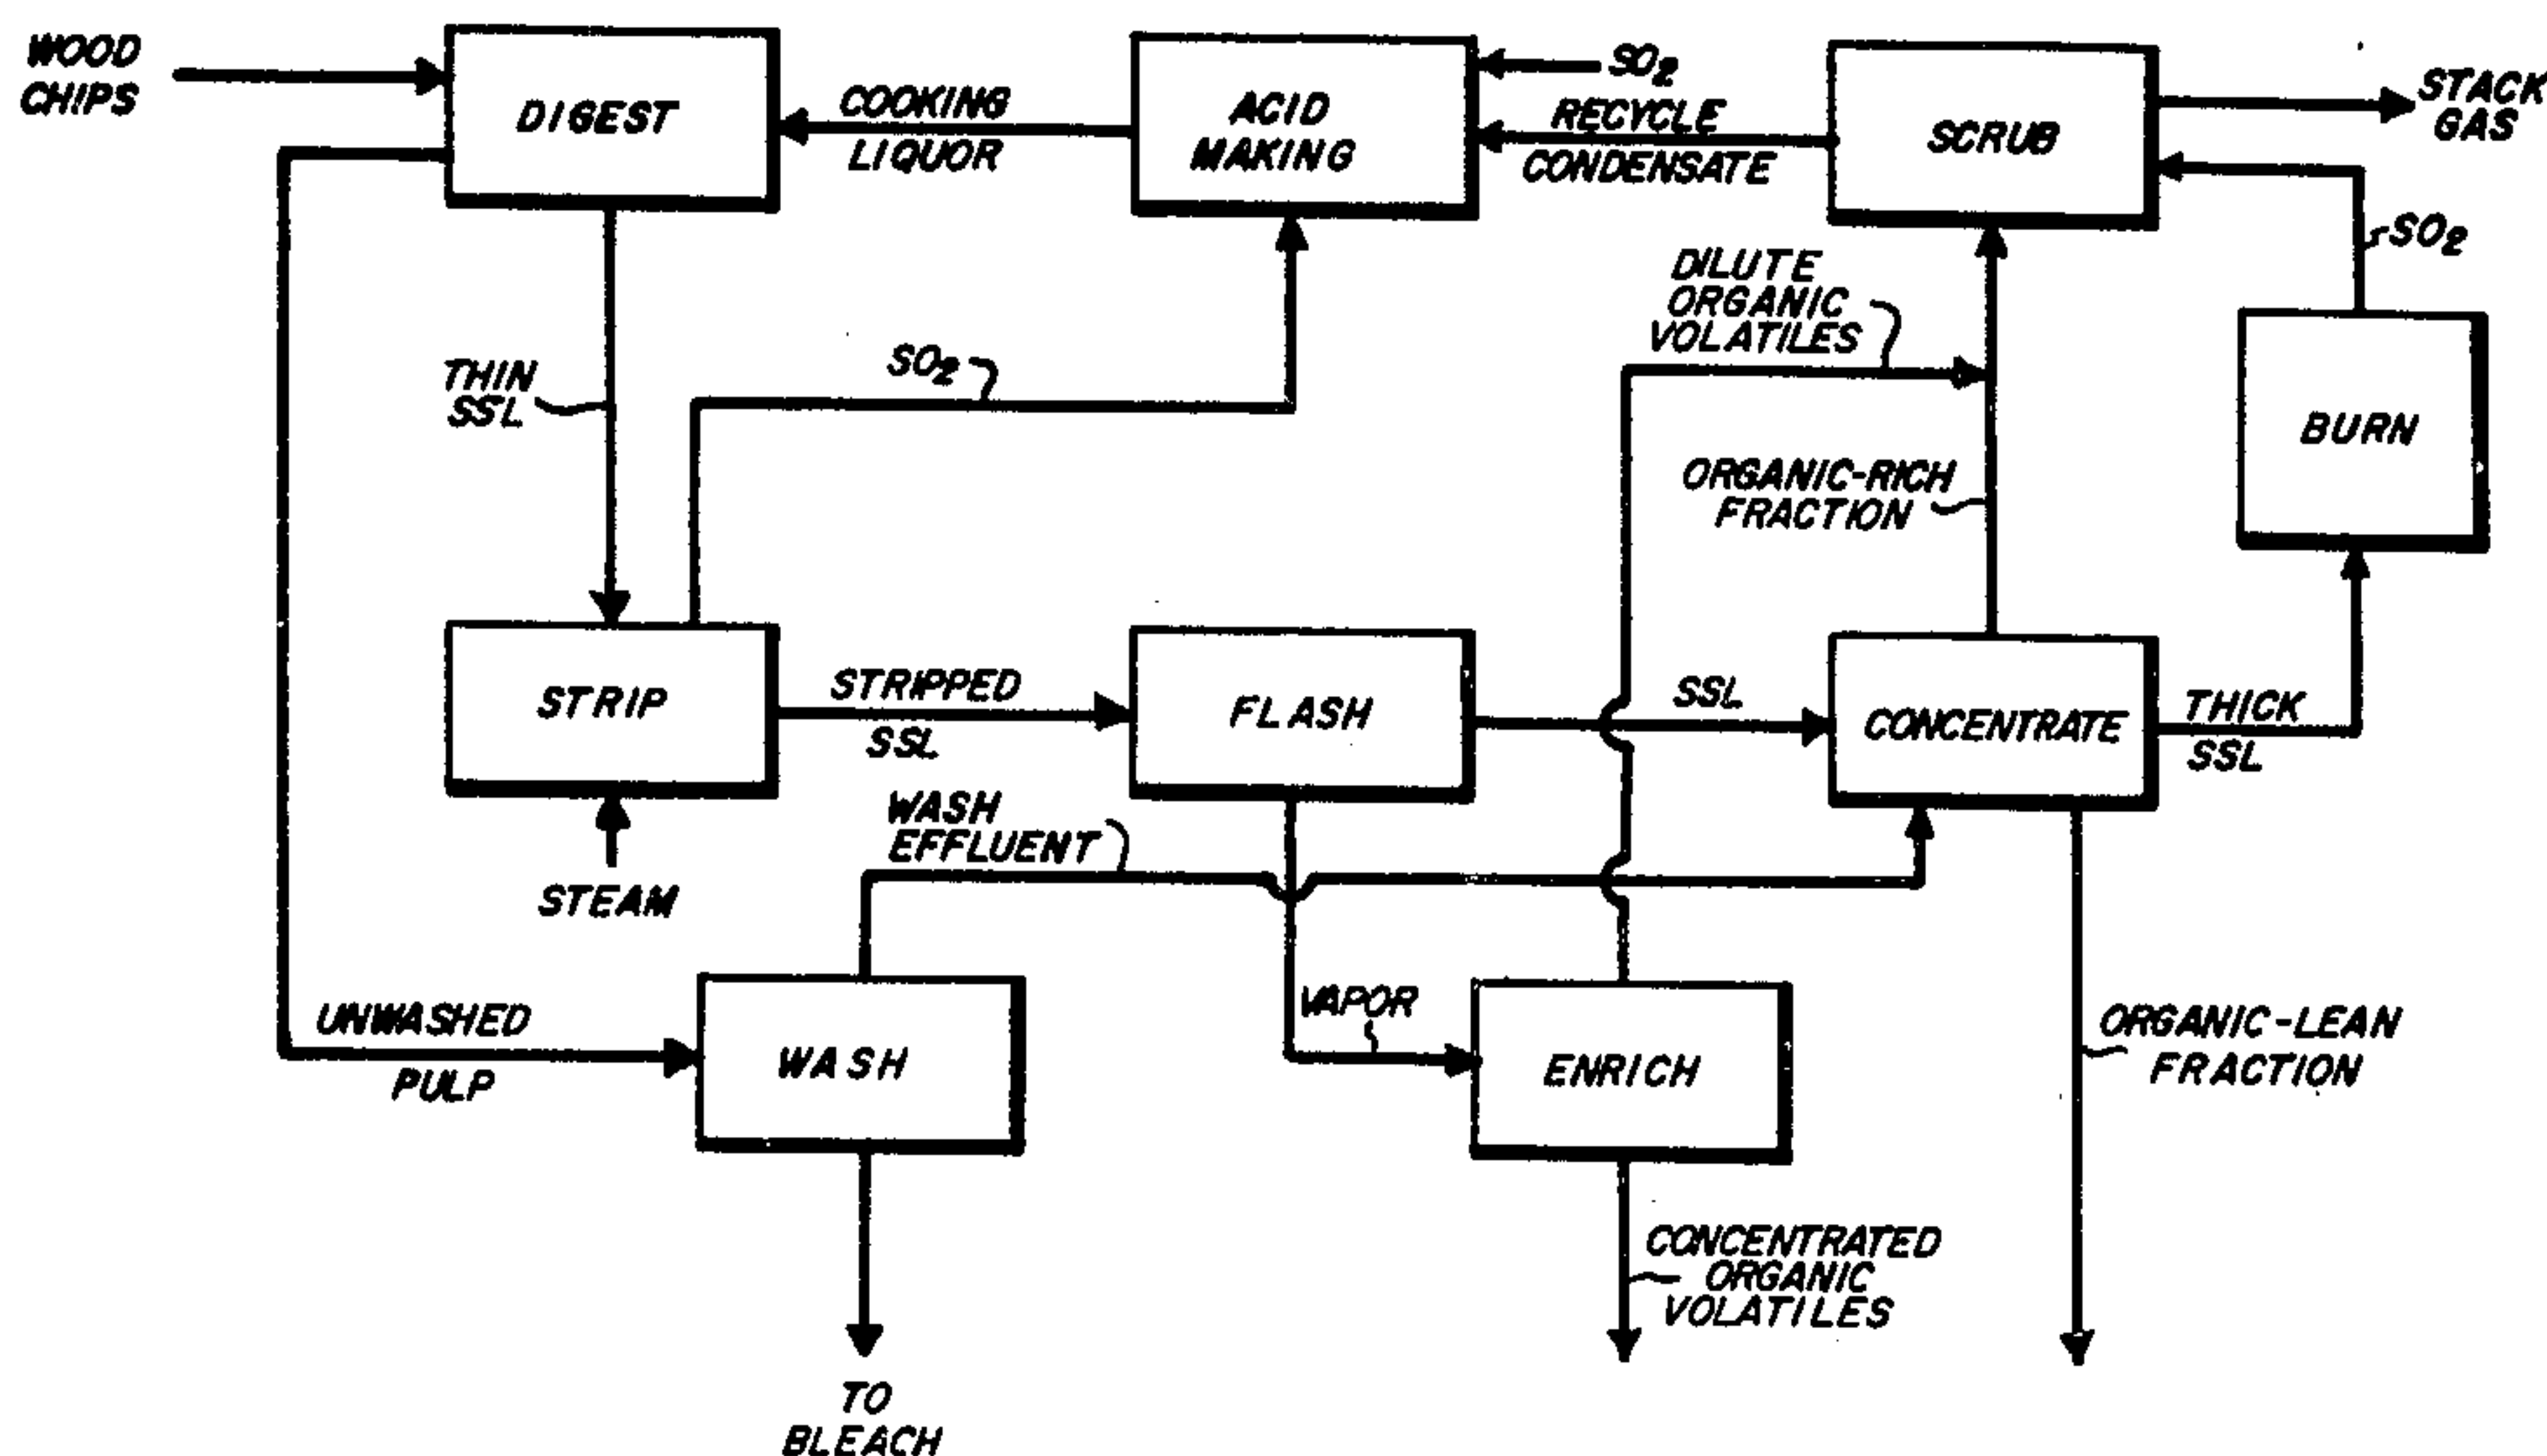 WOOD
CHIPS
DIGEST
COOKING
LIQUOR
ACID
MAKING
SO2
RECYCLE
CONDENSATE
SCRUB
STACK
GAS
SO2
DILUTE
ORGANIC
VOLATILES
THIN
SSL
SO2
BURN
ORGANIC-RICH
FRACTION
STRIP
STRIPPED
SSL
FLASH
SSL
CONCENTRATE
THICK
SSL
WASH
EFFLUENT
STEAM
UNWASHED
PULP
WASH
VAPOR
ENRICH
ORGANIC-LEAN
FRACTION
CONCENTRATED
ORGANIC
VOLATILES
TO
BLEACH